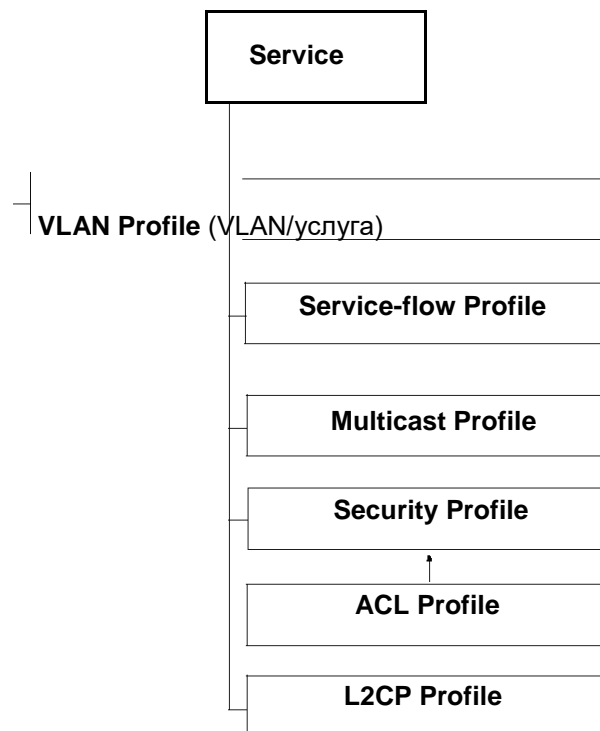 Service
VLAN Profile (VLAN/услуга)
Service-flow Profile
Multicast Profile
Security Profile
ACL Profile
L2CP Profile